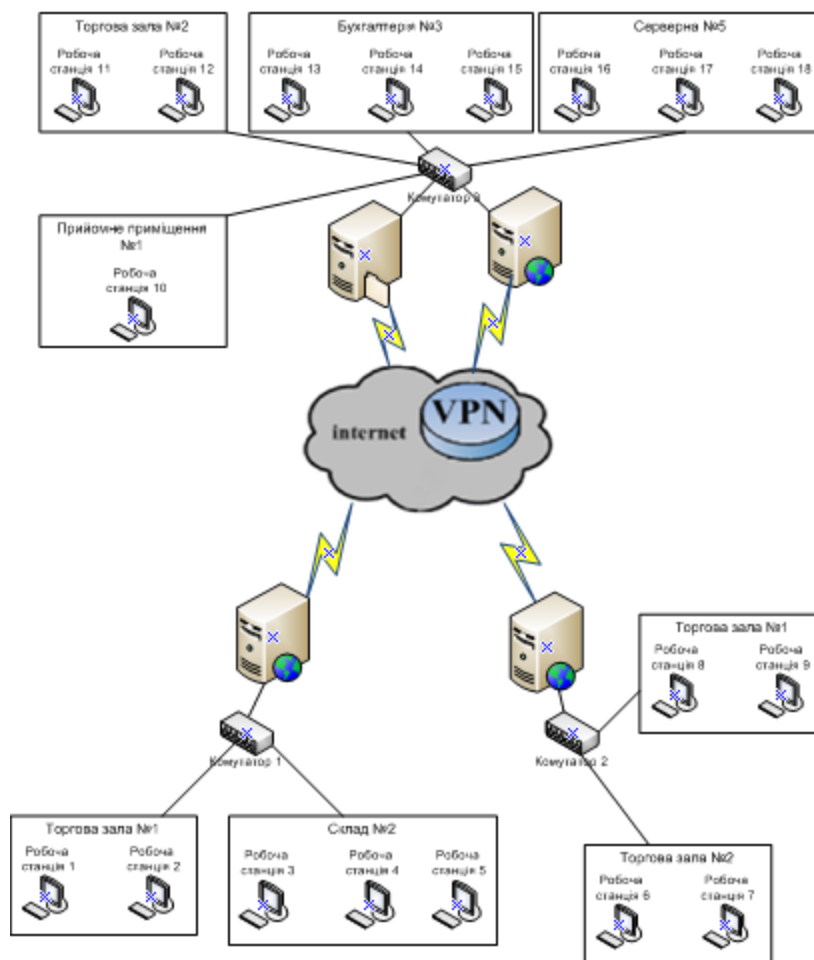 Торгова зала №2
Робоча
станція 11
Робоча
станція 12
Бухгалтерія №3
Робоча
станція 13
Робоча
станція 14
Робоча
станція 15
Серверна №5
Робоча
станція 16
Робоча
станція 17
Робоча
станція 18
Комутатор 3
Прийомне приміщення
№1
Робоча
станція 10
internet
VPN
Комутатор 1
Комутатор 2
Торгова зала №1
Робоча
станція 8
Робоча
станція 9
Торгова зала №1
Робоча
станція 1
Робоча
станція 2
Склад №2
Робоча
станція 3
Робоча
станція 4
Робоча
станція 5
Торгова зала №2
Робоча
станція 6
Робоча
станція 7